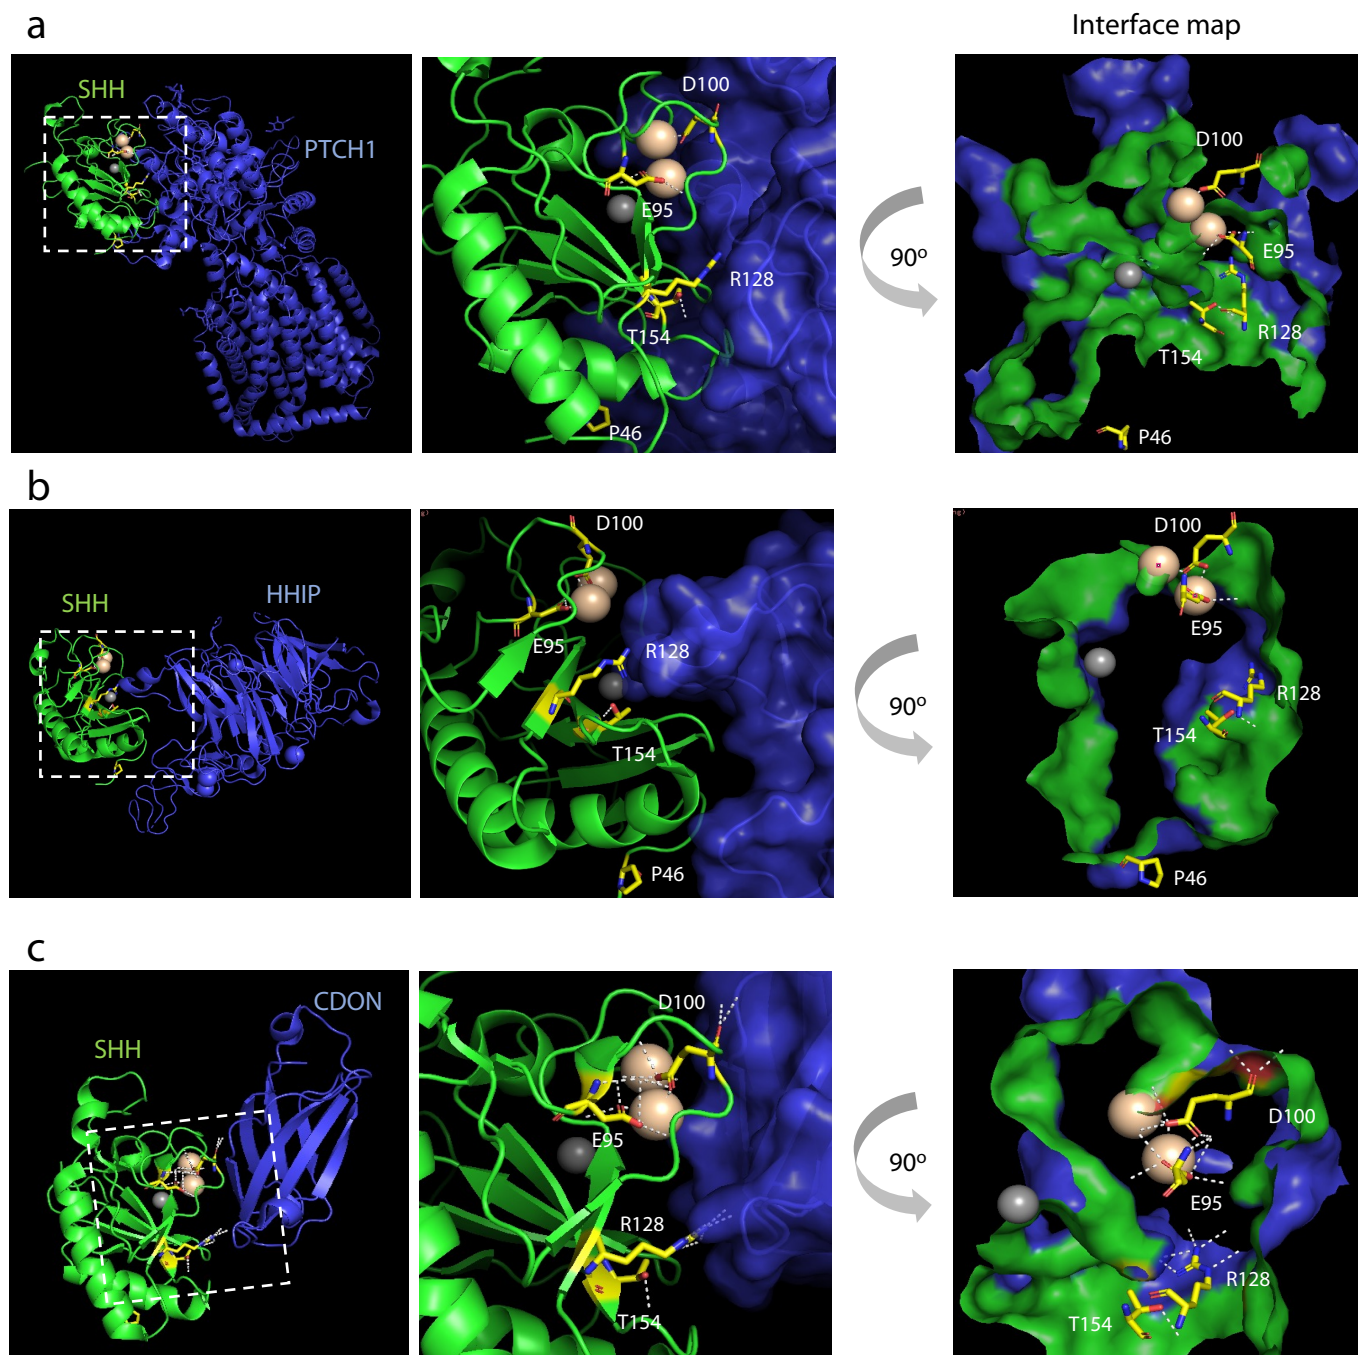 a
Interface map
SHH
PTCH1
D100
E95
R128
T154
P46
90º
D100
E95
R128
T154
P46
b
SHH
HHIP
D100
E95
R128
T154
P46
90º
D100
E95
R128
T154
P46
c
SHH
CDON
D100
E95
R128
T154
90º
D100
E95
R128
T154